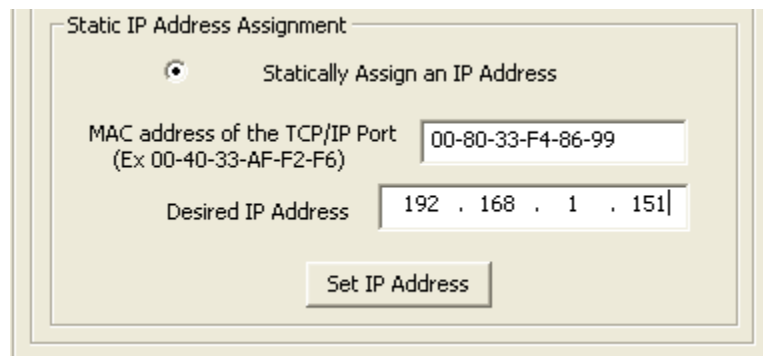 Static IP Address Assignment
Statically Assign an IP Address
MAC address of the TCP/IP Port
(Ex 00-40-33-AF-F2-F6)
00-80-33-F4-86-99
Desired IP Address
192 . 168 . 1 . 151
Set IP Address